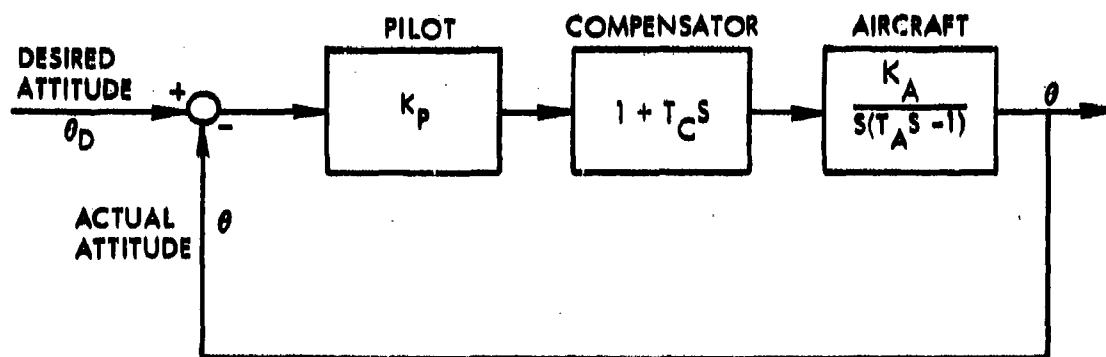 PILOT
COMPENSATOR
AIRCRAFT
DESIRED
ATTITUDE
+
θD
-
KP
1 + TCS
KA
S(TAS -1)
θ
ACTUAL
ATTITUDE
θ